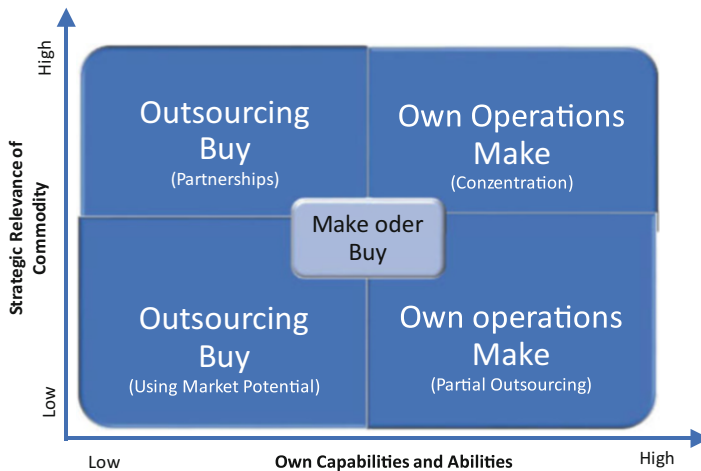 High
Strategic Relevance of
Commodity
Low
Outsourcing
Buy
(Partnerships)
Own Operations
Make
(Conzentration)
Make oder
Buy
Outsourcing
Buy
(Using Market Potential)
Own operations
Make
(Partial Outsourcing)
Low
Own Capabilities and Abilities
High